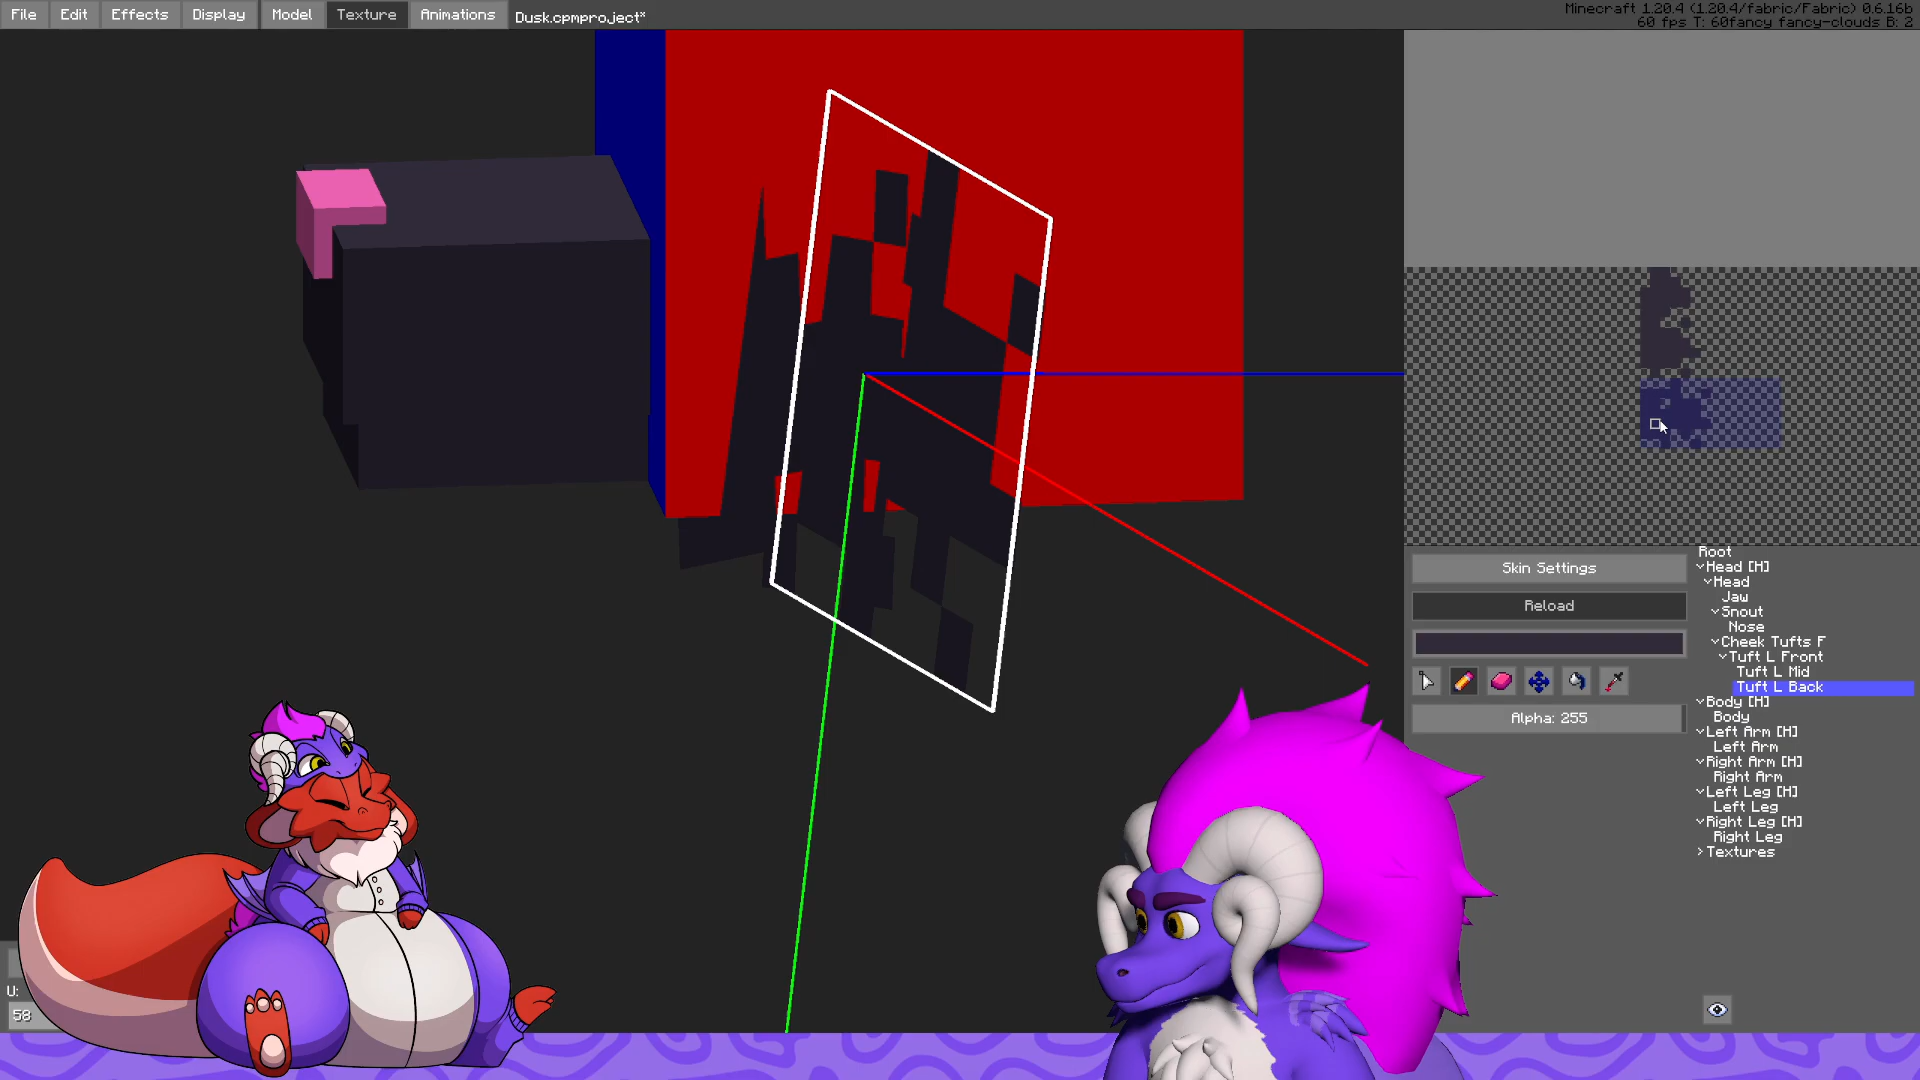 File Edit Effects Display Model Texture Animations Dusk.cpmproject*
Minecraft 1.20.4 (1.20.4/fabric/Fabric) 0.6.16b
60 fps T: 60fancy fancy-clouds B: 2
Skin Settings
Reload
Alpha: 255
Root
Head [H]
Head
Jaw
Snout
Nose
Cheek Tufts F
Tuft L Front
Tuft L Mid
Tuft L Back
Body [H]
Body
Left Arm [H]
Left Arm
Right Arm [H]
Right Arm
Left Leg [H]
Left Leg
Right Leg [H]
Right Leg
Textures
U:
58